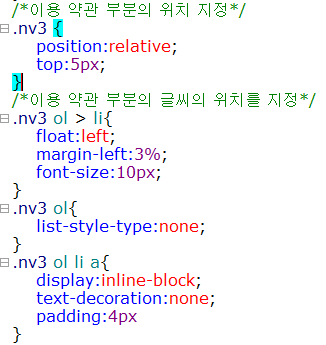 /*이용 약관 부분의 위치 지정*/
.nv3 {
position:relative;
top:5px;
}
/*이용 약관 부분의 글씨의 위치를 지정*/
.nv3 ol > li{
float:left;
margin-left:3%;
font-size:10px;
}
.nv3 ol{
list-style-type:none;
}
.nv3 ol li a{
display:inline-block;
text-decoration:none;
padding:4px
}